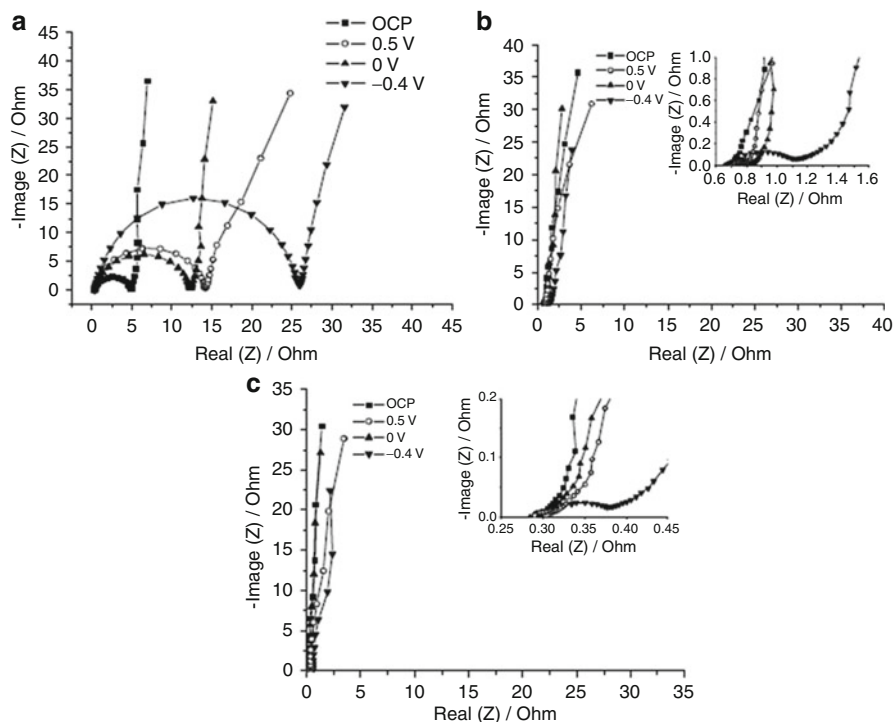 a
45
40
35
30
25
20
15
10
5
0
-Image (Z) / Ohm
OCP
0.5 V
0 V
−0.4 V
0 5 10 15 20 25 30 35 40 45
Real (Z) / Ohm
b
40
35
30
25
20
15
10
5
0
-Image (Z) / Ohm
OCP
0.5 V
0 V
−0.4 V
0 5 10 15 20 25 30 35 40
Real (Z) / Ohm
1.0
0.8
0.6
0.4
0.2
0.0
-Image (Z) / Ohm
0.6 0.8 1.0 1.2 1.4 1.6
Real (Z) / Ohm
c
35
30
25
20
15
10
5
0
-Image (Z) / Ohm
OCP
0.5 V
0 V
−0.4 V
0 5 10 15 20 25 30 35
Real (Z) / Ohm
0.2
0.1
0.0
-Image (Z) / Ohm
0.25 0.30 0.35 0.40 0.45
Real (Z) / Ohm